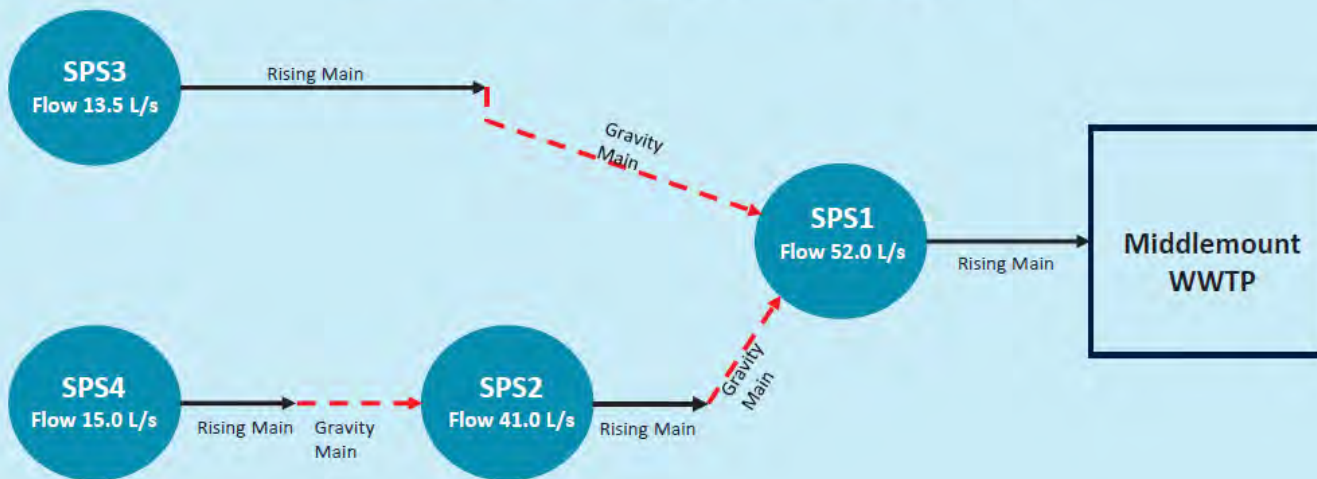 SPS3
Flow 13.5 L/s
Rising Main
Gravity
Main
SPS1
Flow 52.0 L/s
Rising Main
Middlemount
WWTP
SPS4
Flow 15.0 L/s
Rising Main
Gravity
Main
SPS2
Flow 41.0 L/s
Rising Main
Gravity
Main